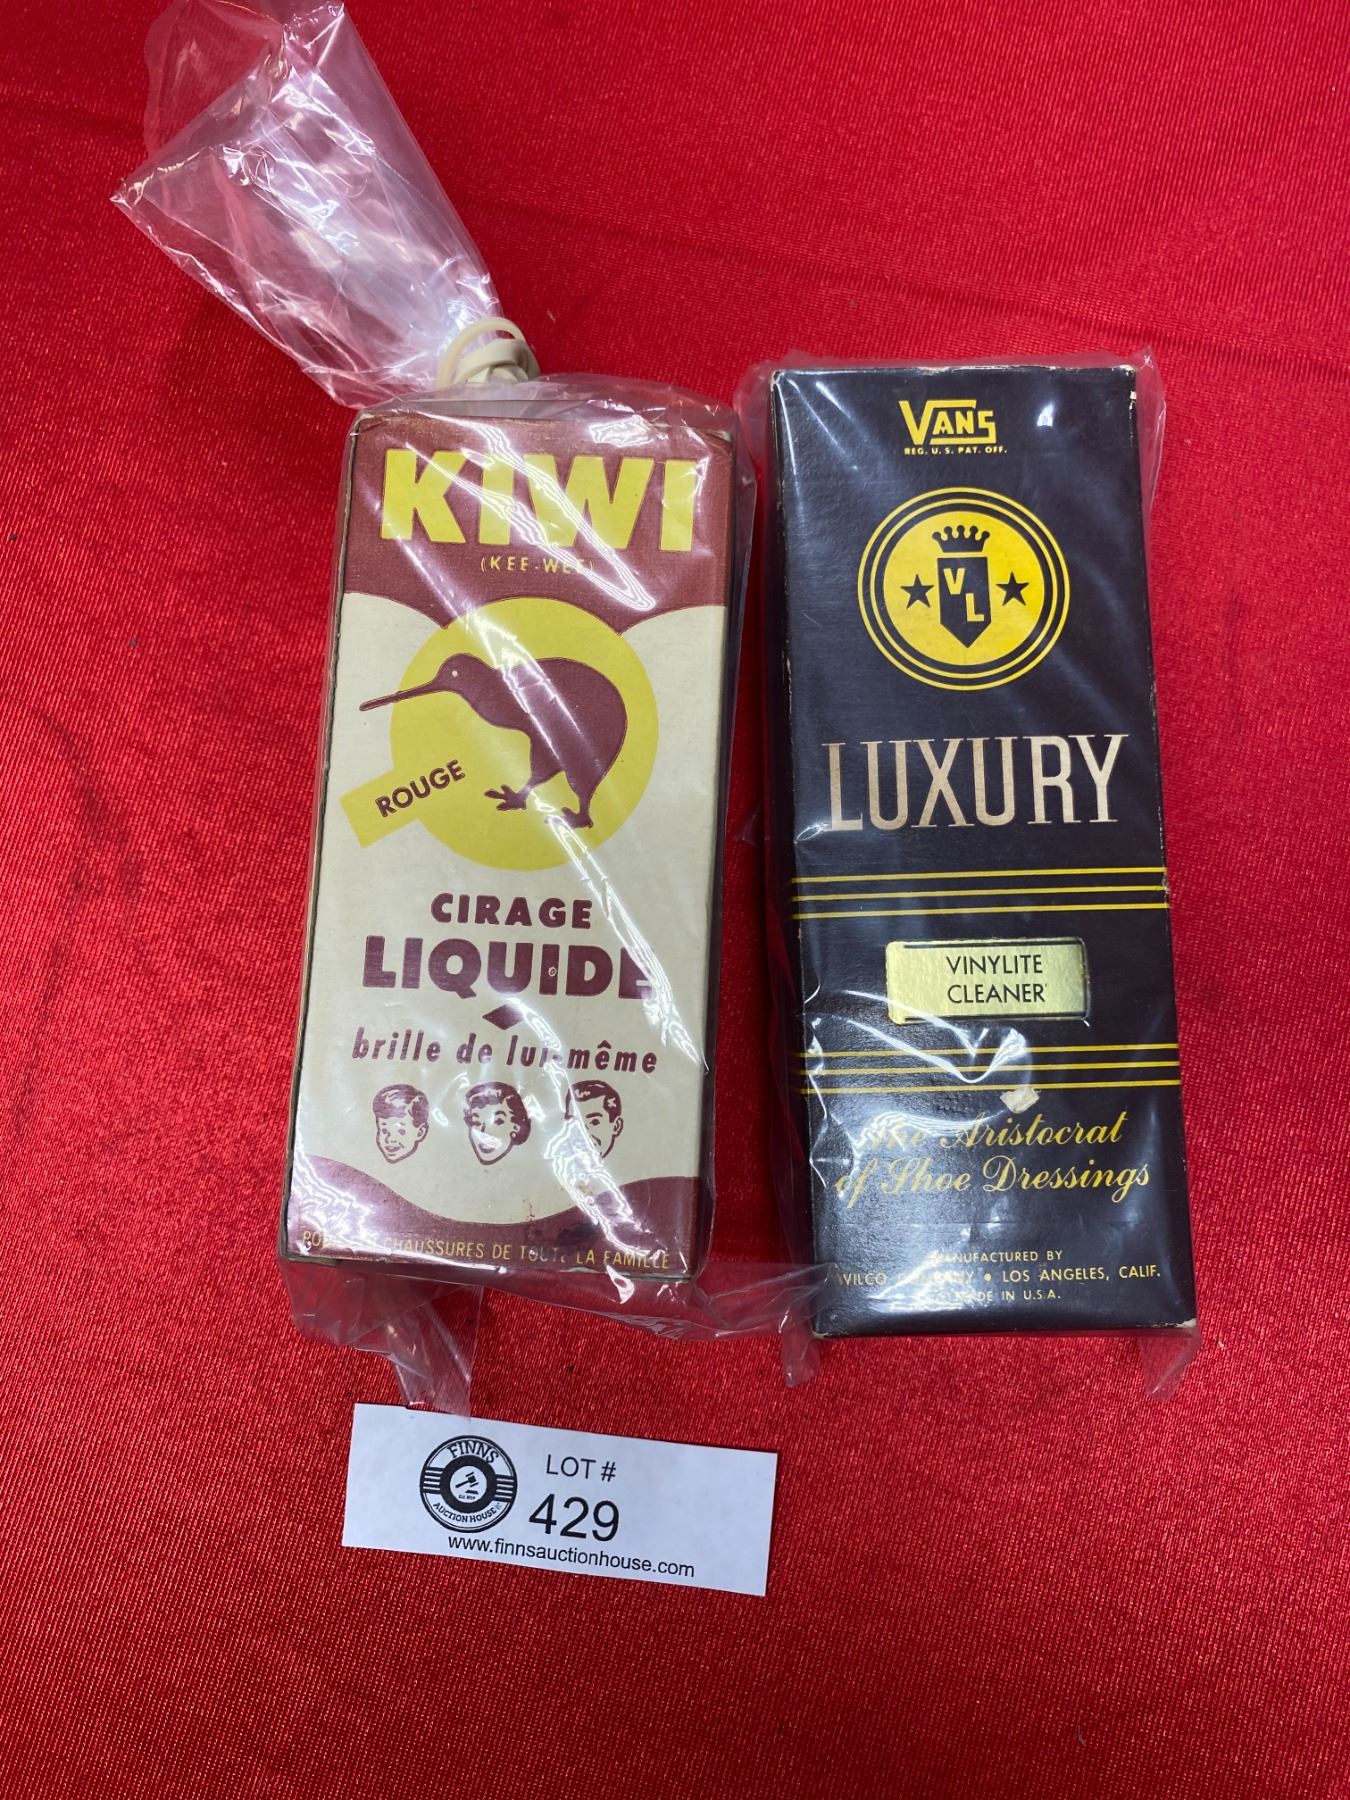 KIWI
(KEE-WEE)
ROUGE
CIRAGE
LIQUIDE
brille de lui-même
CHAUSSURES DE TOUTE LA FAMILLE
VANS
REG. U.S. PAT. OFF.
VL
LUXURY
VINYLITE
CLEANER
The Aristocrat
of Shoe Dressings
MANUFACTURED BY
WILCO COMPANY • LOS ANGELES, CALIF.
MADE IN U.S.A.
FINNS
AUCTION HOUSE
LOT #
429
www.finnsauctionhouse.com